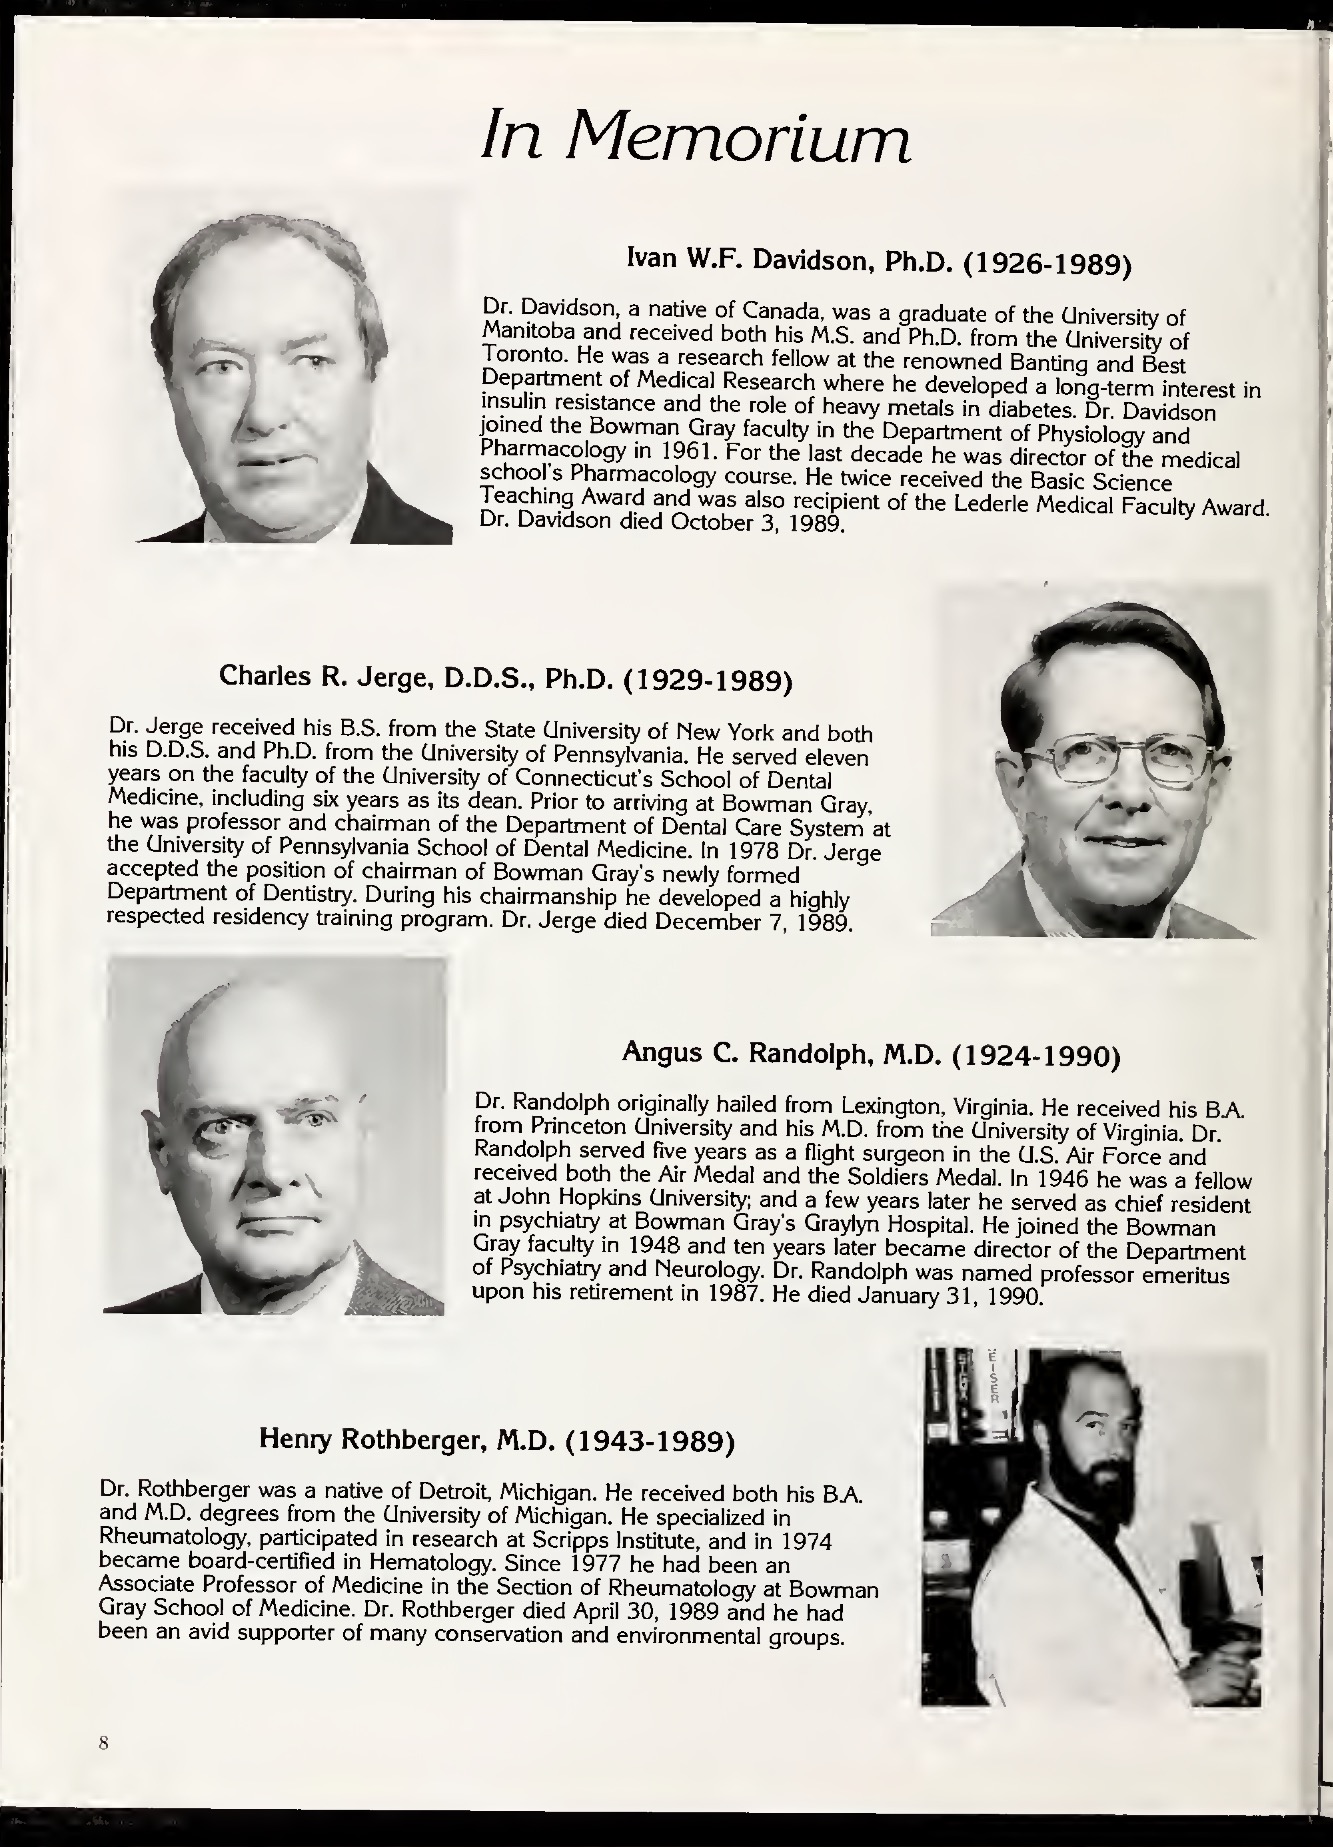 In Memorium
Ivan W.F. Davidson, Ph.D. (1926-1989)
Dr. Davidson, a native of Canada, was a graduate of the University of
Manitoba and received both his M.S. and Ph.D. from the University of
Toronto. He was a research fellow at the renowned Banting and Best
Department of Medical Research where he developed a long-term interest in
insulin resistance and the role of heavy metals in diabetes. Dr. Davidson
joined the Bowman Gray faculty in the Department of Physiology and
Pharmacology in 1961. For the last decade he was director of the medical
school's Pharmacology course. He twice received the Basic Science
Teaching Award and was also recipient of the Lederle Medical Faculty Award.
Dr. Davidson died October 3, 1989.
Charles R. Jerge, D.D.S., Ph.D. (1929-1989)
Dr. Jerge received his B.S. from the State University of New York and both
his D.D.S. and Ph.D. from the University of Pennsylvania. He served eleven
years on the faculty of the University of Connecticut's School of Dental
Medicine, including six years as its dean. Prior to arriving at Bowman Gray,
he was professor and chairman of the Department of Dental Care System at
the University of Pennsylvania School of Dental Medicine. In 1978 Dr. Jerge
accepted the position of chairman of Bowman Gray's newly formed
Department of Dentistry. During his chairmanship he developed a highly
respected residency training program. Dr. Jerge died December 7, 1989.
Angus C. Randolph, M.D. (1924-1990)
Dr. Randolph originally hailed from Lexington, Virginia. He received his B.A.
from Princeton University and his M.D. from the University of Virginia. Dr.
Randolph served five years as a flight surgeon in the U.S. Air Force and
received both the Air Medal and the Soldiers Medal. In 1946 he was a fellow
at John Hopkins University; and a few years later he served as chief resident
in psychiatry at Bowman Gray's Graylyn Hospital. He joined the Bowman
Gray faculty in 1948 and ten years later became director of the Department
of Psychiatry and Neurology. Dr. Randolph was named professor emeritus
upon his retirement in 1987. He died January 31, 1990.
Henry Rothberger, M.D. (1943-1989)
Dr. Rothberger was a native of Detroit, Michigan. He received both his B.A.
and M.D. degrees from the University of Michigan. He specialized in
Rheumatology, participated in research at Scripps Institute, and in 1974
became board-certified in Hematology. Since 1977 he had been an
Associate Professor of Medicine in the Section of Rheumatology at Bowman
Gray School of Medicine. Dr. Rothberger died April 30, 1989 and he had
been an avid supporter of many conservation and environmental groups.
8